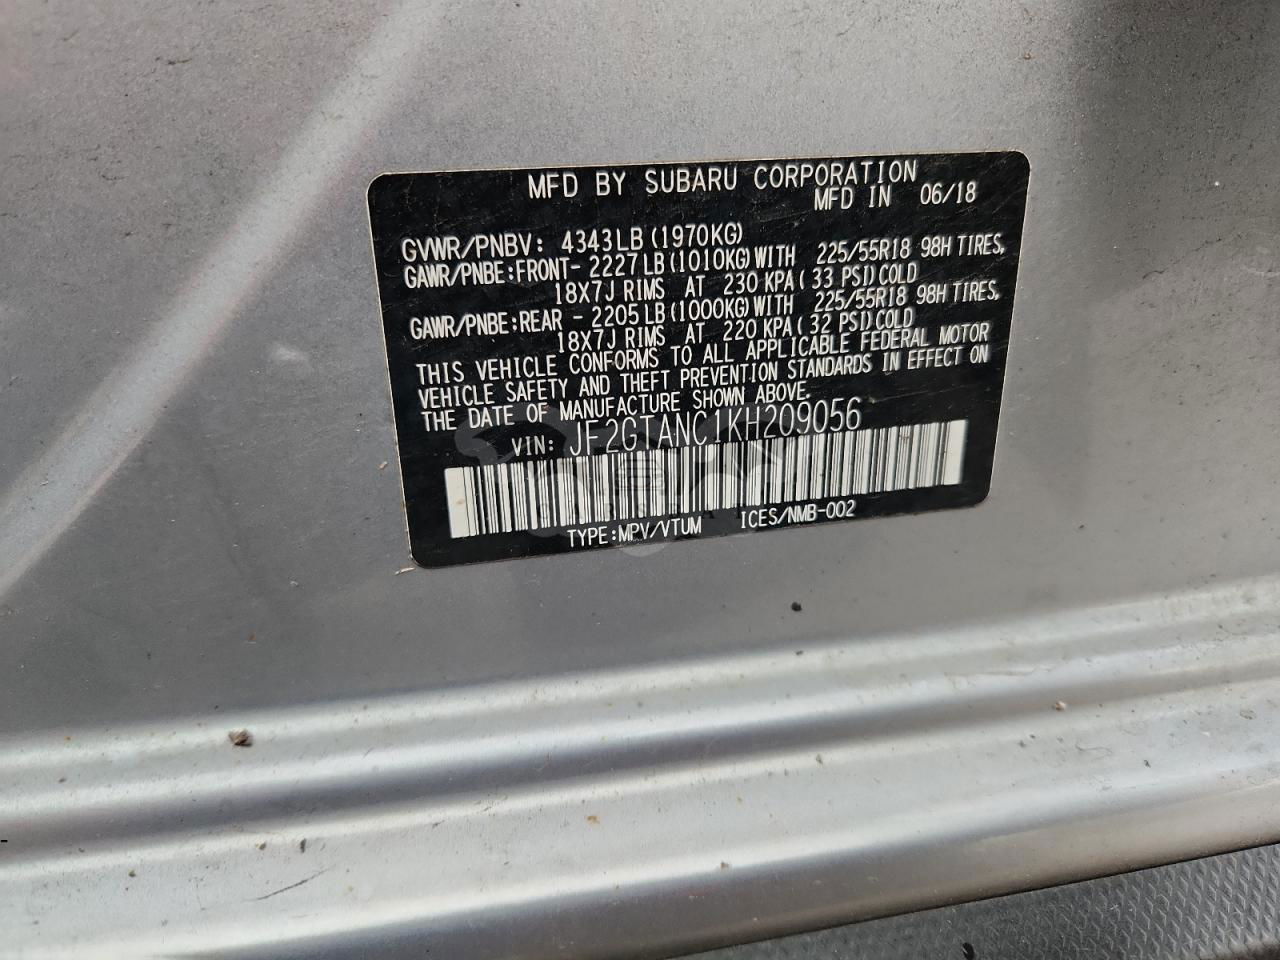 MFD BY SUBARU CORPORATION
MFD IN 06/18
GVWR/PNBV: 4343LB(1970KG)
GAWR/PNBE:FRONT-2227LB(1010KG)WITH 225/55R18 98H TIRES,
18X7J RIMS AT 230 KPA( 33 PSI)COLD
GAWR/PNBE:REAR -2205LB(1000KG)WITH 225/55R18 98H TIRES,
18X7J RIMS AT 220 KPA( 32 PSI)COLD
THIS VEHICLE CONFORMS TO ALL APPLICABLE FEDERAL MOTOR
VEHICLE SAFETY AND THEFT PREVENTION STANDARDS IN EFFECT ON
THE DATE OF MANUFACTURE SHOWN ABOVE.
VIN: JF2GTANC1KH209056
TYPE:MPV/VTUM ICES/NMB-002